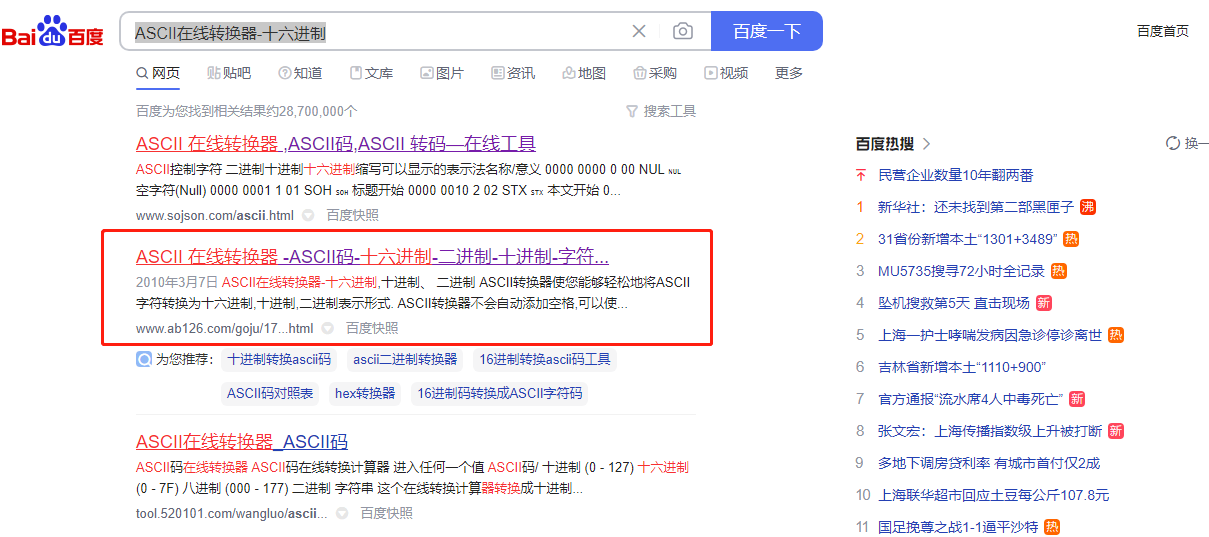 Bai du 百度
ASCII在线转换器-十六进制
百度一下
百度首页
网页 贴吧 知道 文库 图片 资讯 地图 采购 视频 更多
百度为您找到相关结果约28,700,000个
搜索工具
ASCII 在线转换器 ,ASCII码,ASCII 转码—在线工具
ASCII控制字符 二进制十进制十六进制缩写可以显示的表示法名称/意义 0000 0000 0 00 NUL NUL
空字符(Null) 0000 0001 1 01 SOH SOH 标题开始 0000 0010 2 02 STX STX 本文开始 0...
www.sojson.com/ascii.html 百度快照
ASCII 在线转换器 -ASCII码-十六进制-二进制-十进制-字符...
2010年3月7日 ASCII在线转换器-十六进制,十进制、 二进制 ASCII转换器使您能够轻松地将ASCII
字符转换为十六进制,十进制,二进制表示形式. ASCII转换器不会自动添加空格,可以使...
www.ab126.com/goju/17...html 百度快照
为您推荐： 十进制转换ascii码 ascii二进制转换器 16进制转换ascii码工具
ASCII码对照表 hex转换器 16进制码转换成ASCII字符码
ASCII在线转换器_ASCII码
ASCII码在线转换器 ASCII码在线转换计算器 进入任何一个值 ASCII码/ 十进制 (0 - 127) 十六进制
(0 - 7F) 八进制 (000 - 177) 二进制 字符串 这个在线转换计算器转换成十进制...
tool.520101.com/wangluo/ascii... 百度快照
百度热搜
换一
民营企业数量10年翻两番
1 新华社：还未找到第二部黑匣子 沸
2 31省份新增本土“1301+3489” 热
3 MU5735搜寻72小时全记录 热
4 坠机搜救第5天 直击现场 新
5 上海一护士哮喘发病因急诊停诊离世 热
6 吉林省新增本土“1110+900”
7 官方通报“流水席4人中毒死亡” 新
8 张文宏：上海传播指数级上升被打断 新
9 多地下调房贷利率 有城市首付仅2成
10 上海联华超市回应土豆每公斤107.8元
11 国足挽尊之战1-1逼平沙特 热